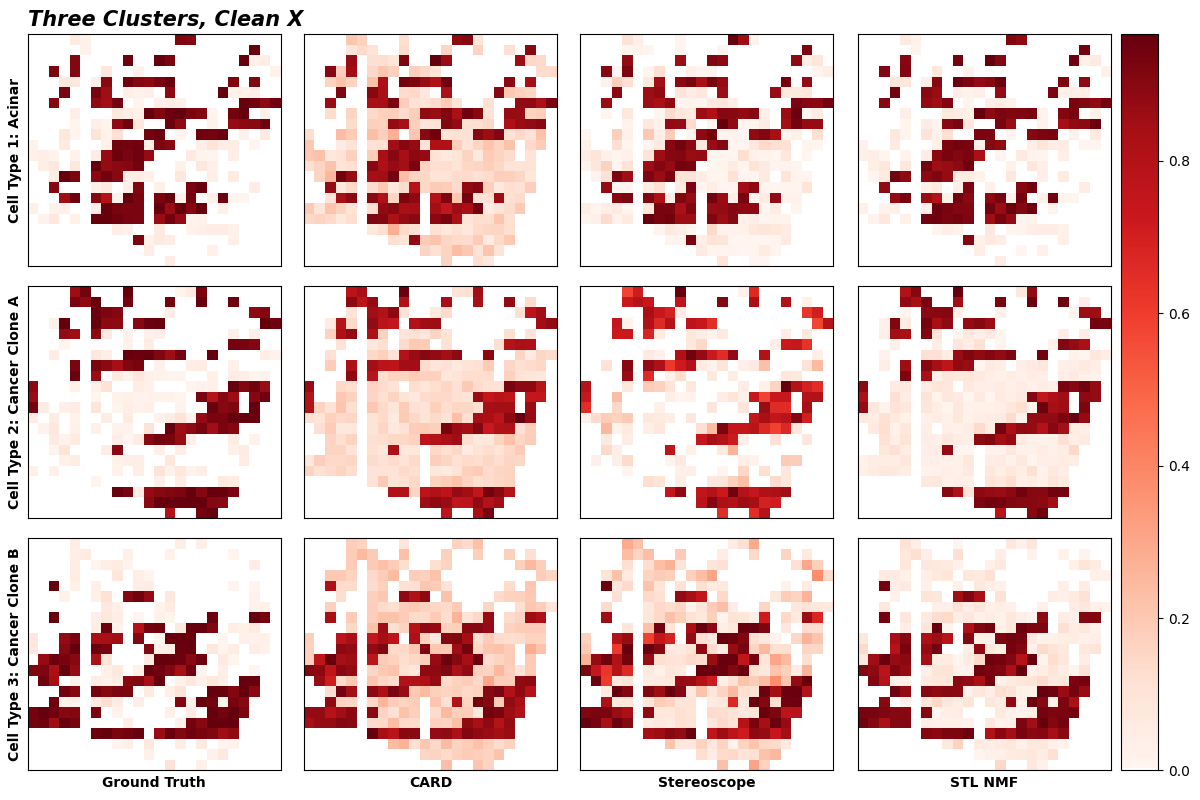 Three Clusters, Clean X
Cell Type 1: Acinar
Cell Type 2: Cancer Clone A
Cell Type 3: Cancer Clone B
Ground Truth
CARD
Stereoscope
STL NMF
0.8
0.6
0.4
0.2
0.0